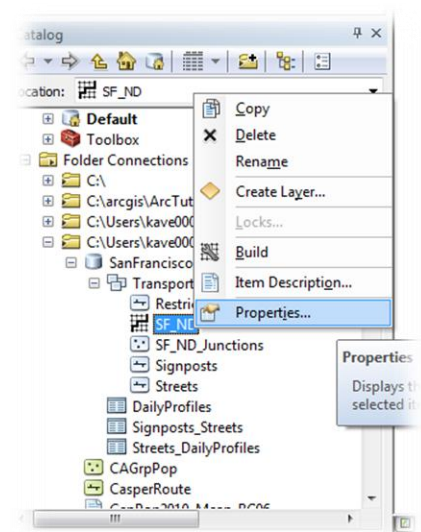 atalog
ocation: SF_ND
Default
Toolbox
Folder Connections
C:\
C:\arcgis\ArcTut
C:\Users\kave000
C:\Users\kave000
SanFrancisco
Transport
Restric
SF_ND
SF_ND_Junctions
Signposts
Streets
DailyProfiles
Signposts_Streets
Streets_DailyProfiles
CAGrpPop
CasperRoute
Copy
Delete
Rename
Create Layer...
Locks...
Build
Item Description...
Properties...
Properties
Displays th
selected it